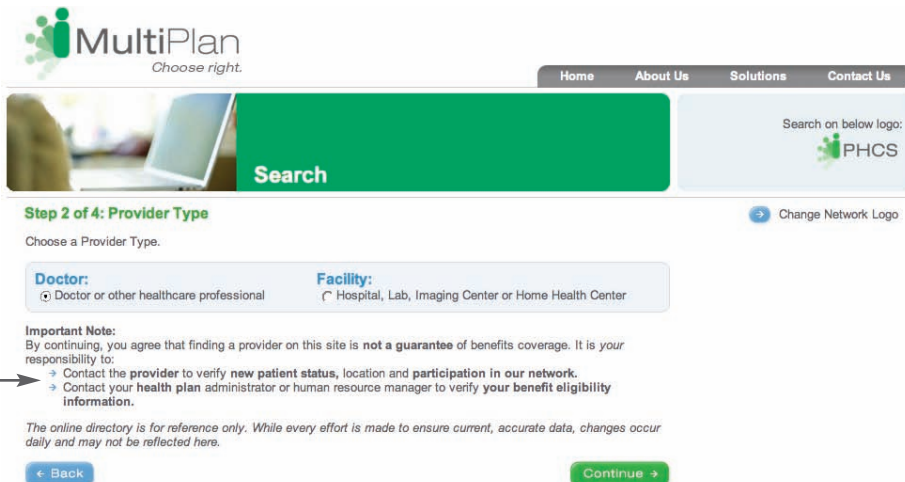 MultiPlan
Choose right.
Home About Us Solutions Contact Us
Search on below logo:
PHCS
Search
Step 2 of 4: Provider Type
Change Network Logo
Choose a Provider Type.
Doctor: Facility:
Doctor or other healthcare professional Hospital, Lab, Imaging Center or Home Health Center
Important Note:
By continuing, you agree that finding a provider on this site is not a guarantee of benefits coverage. It is your
responsibility to:
Contact the provider to verify new patient status, location and participation in our network.
Contact your health plan administrator or human resource manager to verify your benefit eligibility
information.
The online directory is for reference only. While every effort is made to ensure current, accurate data, changes occur
daily and may not be reflected here.
← Back Continue →